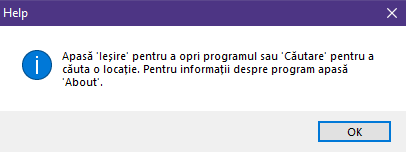 Help
Apasă 'Ieșire' pentru a opri programul sau 'Căutare' pentru a
căuta o locație. Pentru informații despre program apasă
'About'.
OK